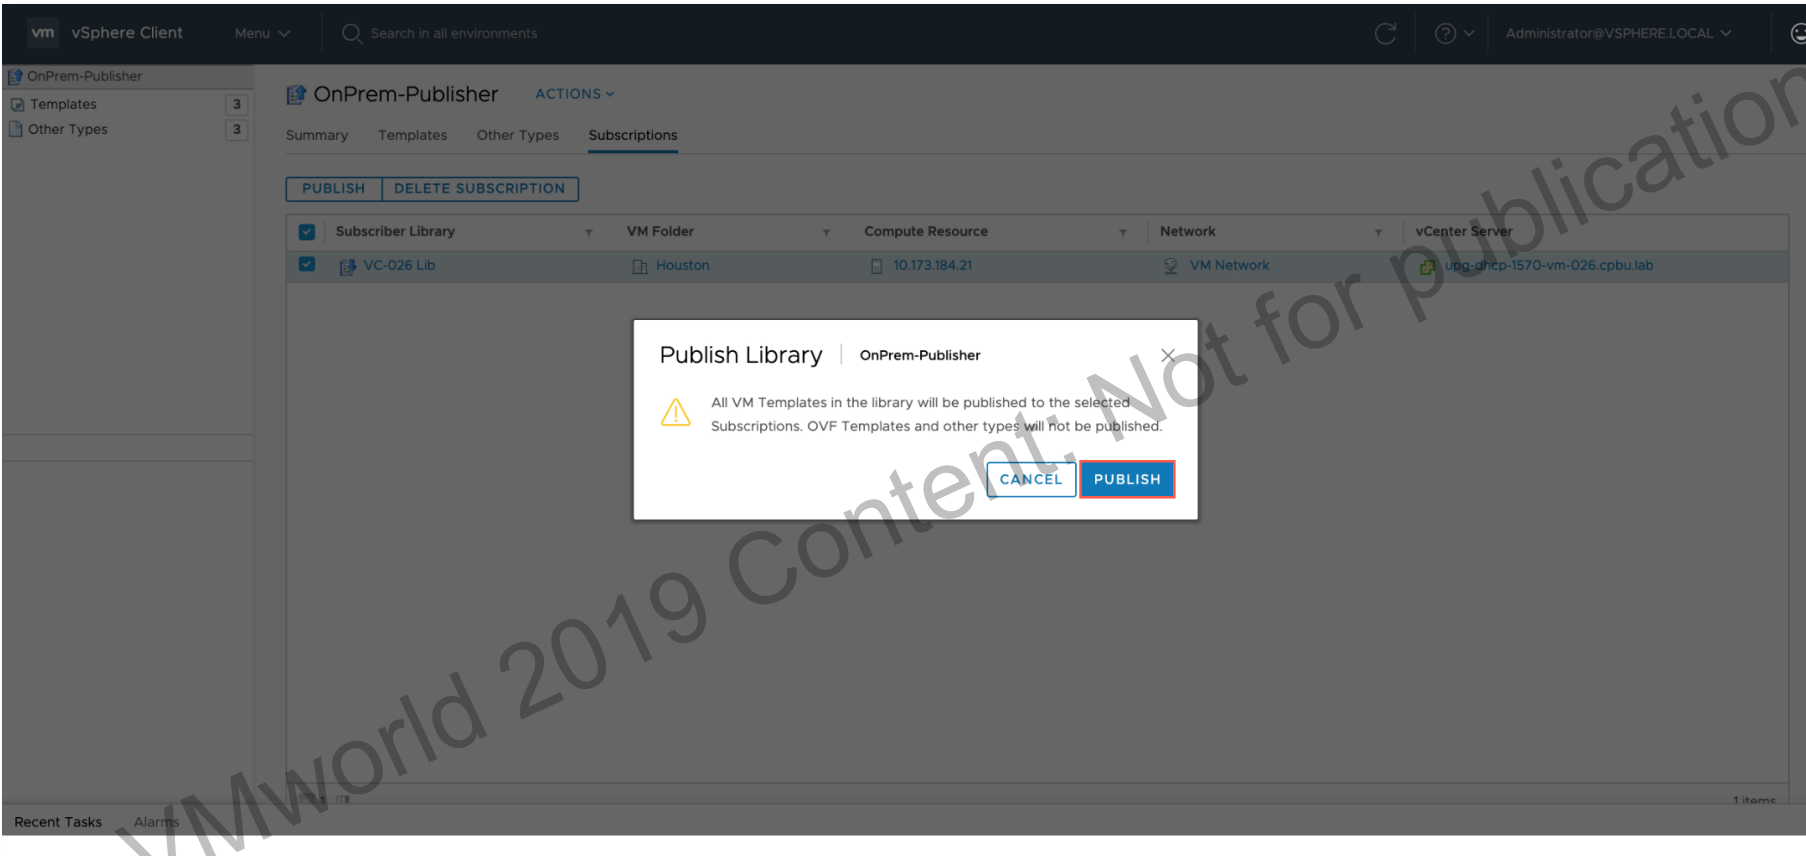 vm vSphere Client Menu Search in all environments Administrator@VSPHERE.LOCAL
OnPrem-Publisher
Templates 3
Other Types 3
OnPrem-Publisher ACTIONS
Summary Templates Other Types Subscriptions
PUBLISH DELETE SUBSCRIPTION
Subscriber Library VM Folder Compute Resource Network vCenter Server
VC-026 Lib Houston 10.173.184.21 VM Network upg-dhcp-1570-vm-026.cpbu.lab
Publish Library OnPrem-Publisher
All VM Templates in the library will be published to the selected
Subscriptions. OVF Templates and other types will not be published.
CANCEL PUBLISH
1 1 items
Recent Tasks Alarms
VMworld 2019 Content: Not for publication